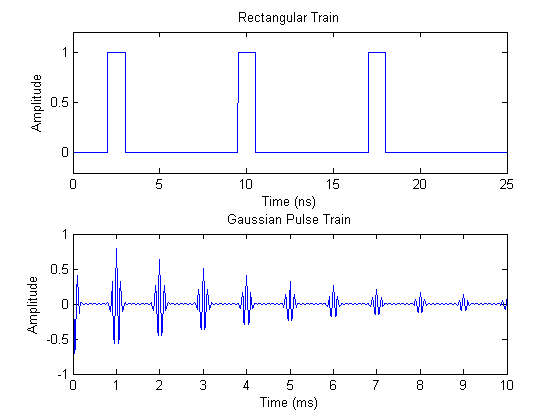 Rectangular Train
Amplitude
1
0.5
0
0 5 10 15 20 25
Time (ns)
Gaussian Pulse Train
Amplitude
1
0.5
0
-0.5
-1
0 1 2 3 4 5 6 7 8 9 10
Time (ms)